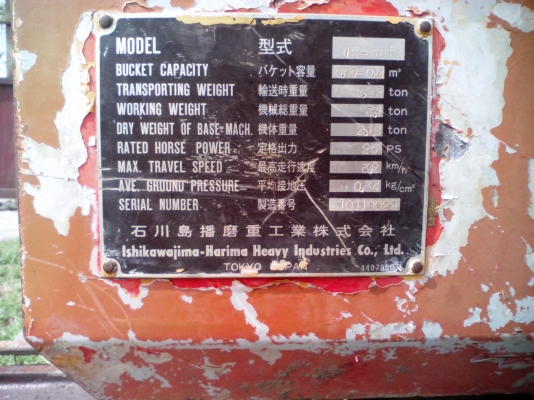 MODEL 型式
BUCKET CAPACITY バケット容量 m³
TRANSPORTING WEIGHT 輸送時重量 ton
WORKING WEIGHT 機械総重量 ton
DRY WEIGHT OF BASE-MACH. 機体重量 ton
RATED HORSE POWER 定格出力 95 PS
MAX. TRAVEL SPEED 最高走行速度 km/h
AVE. GROUND PRESSURE 平均接地圧 kg/cm²
SERIAL NUMBER 製造番号
石川島播磨重工業株式会社
Ishikawajima-Harima Heavy Industries Co., Ltd.
TOKYO JAPAN